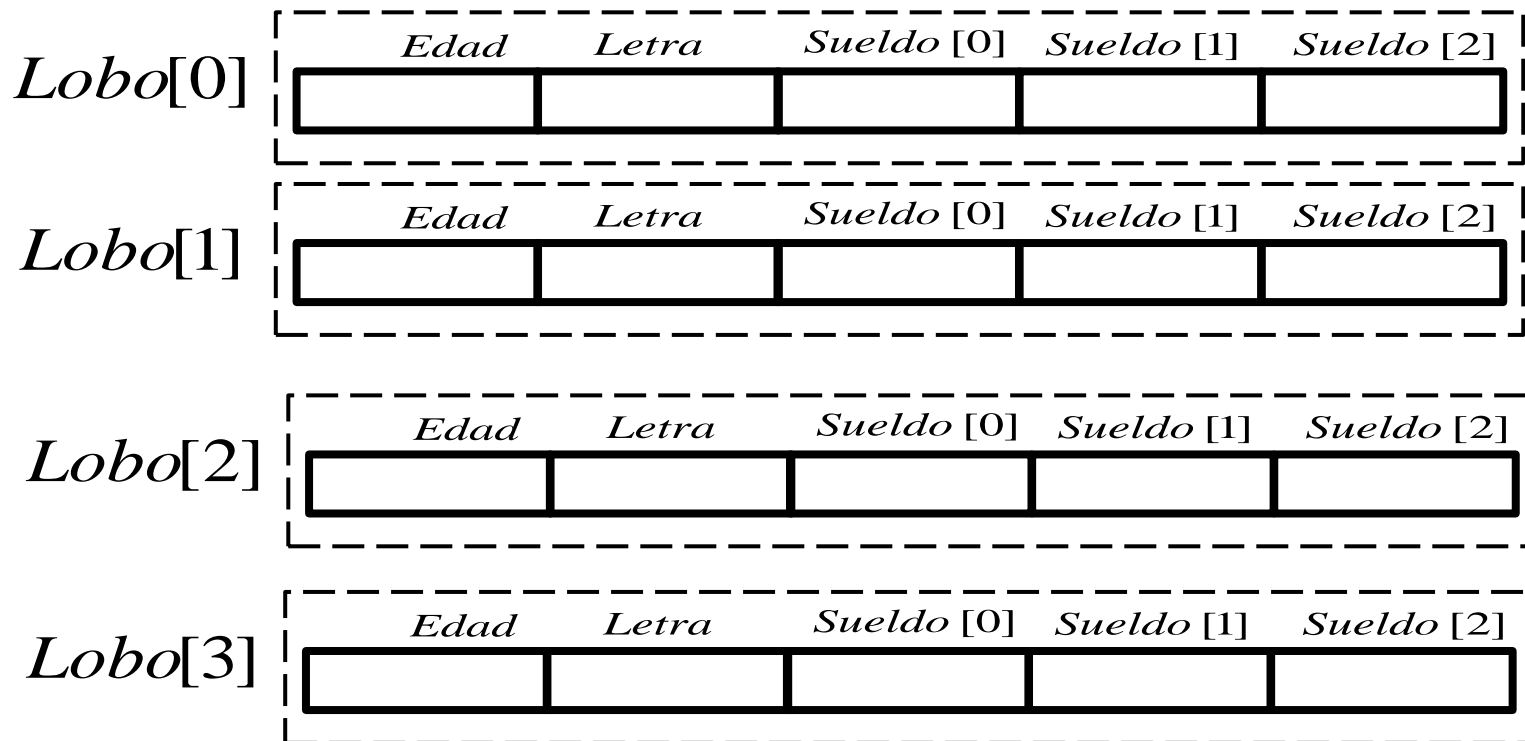 Edad Letra Sueldo [0] Sueldo [1] Sueldo [2]
Lobo[0]
Edad Letra Sueldo [0] Sueldo [1] Sueldo [2]
Lobo[1]
Edad Letra Sueldo [0] Sueldo [1] Sueldo [2]
Lobo[2]
Edad Letra Sueldo [0] Sueldo [1] Sueldo [2]
Lobo[3]